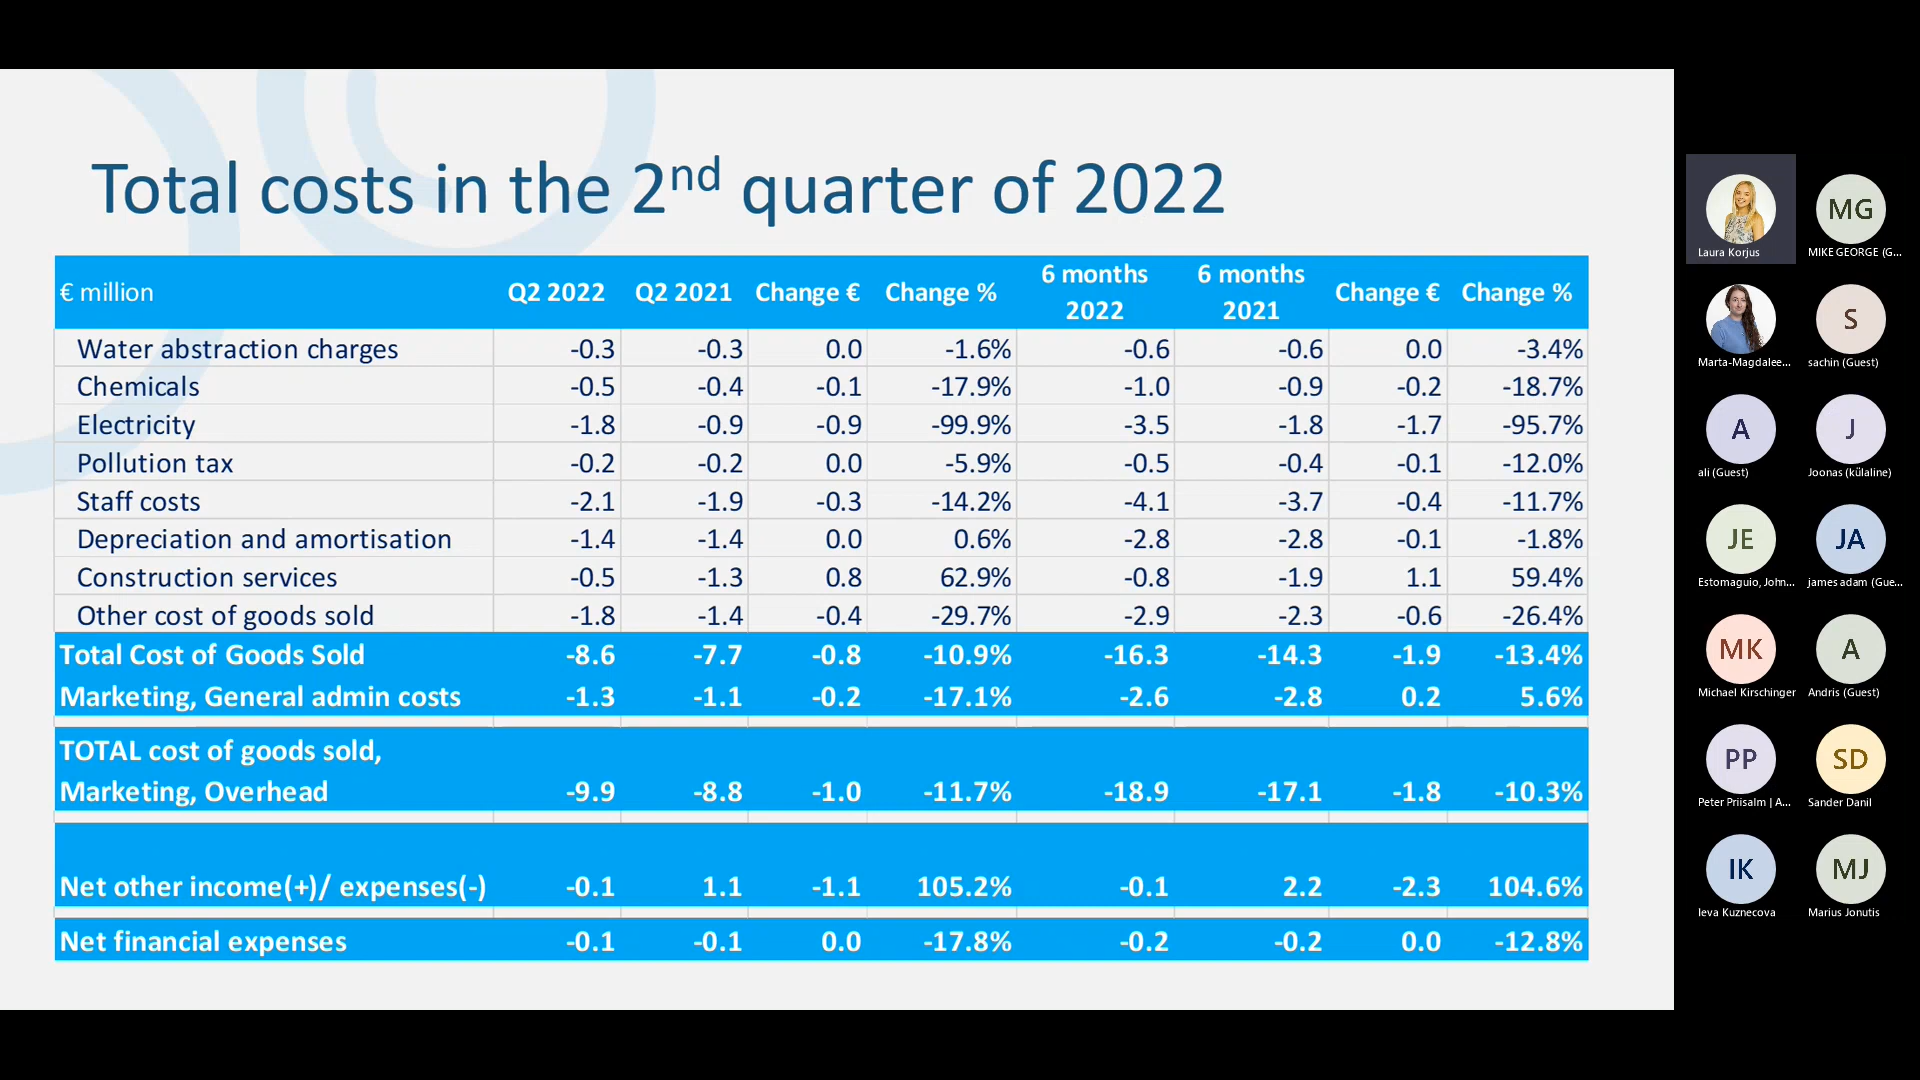 Total costs in the 2nd quarter of 2022
€ million Q2 2022 Q2 2021 Change € Change % 6 months 2022 6 months 2021 Change € Change %
Water abstraction charges -0.3 -0.3 0.0 -1.6% -0.6 -0.6 0.0 -3.4%
Chemicals -0.5 -0.4 -0.1 -17.9% -1.0 -0.9 -0.2 -18.7%
Electricity -1.8 -0.9 -0.9 -99.9% -3.5 -1.8 -1.7 -95.7%
Pollution tax -0.2 -0.2 0.0 -5.9% -0.5 -0.4 -0.1 -12.0%
Staff costs -2.1 -1.9 -0.3 -14.2% -4.1 -3.7 -0.4 -11.7%
Depreciation and amortisation -1.4 -1.4 0.0 0.6% -2.8 -2.8 -0.1 -1.8%
Construction services -0.5 -1.3 0.8 62.9% -0.8 -1.9 1.1 59.4%
Other cost of goods sold -1.8 -1.4 -0.4 -29.7% -2.9 -2.3 -0.6 -26.4%
Total Cost of Goods Sold -8.6 -7.7 -0.8 -10.9% -16.3 -14.3 -1.9 -13.4%
Marketing, General admin costs -1.3 -1.1 -0.2 -17.1% -2.6 -2.8 0.2 5.6%
TOTAL cost of goods sold,
Marketing, Overhead -9.9 -8.8 -1.0 -11.7% -18.9 -17.1 -1.8 -10.3%
Net other income(+)/ expenses(-) -0.1 1.1 -1.1 105.2% -0.1 2.2 -2.3 104.6%
Net financial expenses -0.1 -0.1 0.0 -17.8% -0.2 -0.2 0.0 -12.8%
MG
Laura Korjus MIKE GEORGE (G...
S
Marta-Magdalee... sachin (Guest)
A J
ali (Guest) Joonas (külaline)
JE JA
Estomaguio, John... james adam (Gue...
MK A
Michael Kirschinger Andris (Guest)
PP SD
Peter Priisalm | A... Sander Danil
IK MJ
Ieva Kuznecova Marius Jonutis